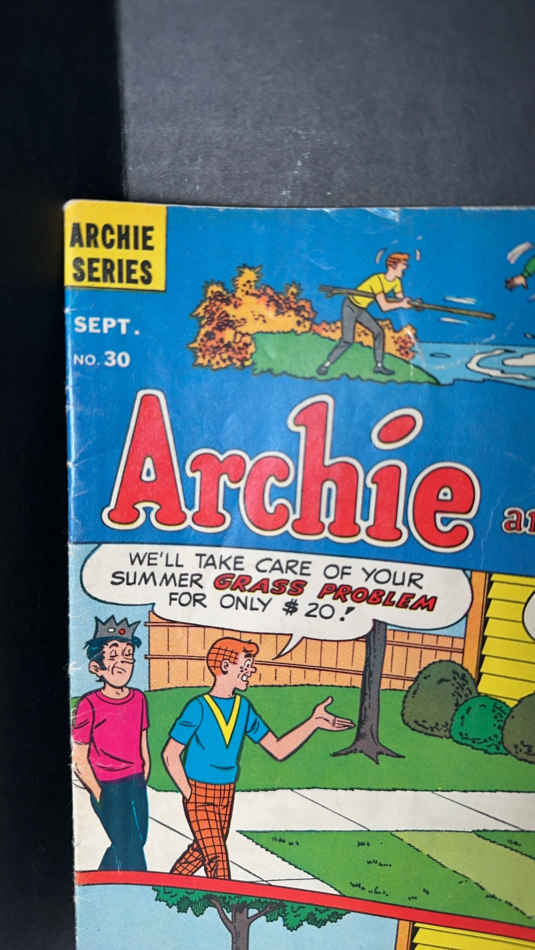 ARCHIE
SERIES
SEPT.
NO. 30
Archie
WE'LL TAKE CARE OF YOUR
SUMMER GRASS PROBLEM
FOR ONLY $20!